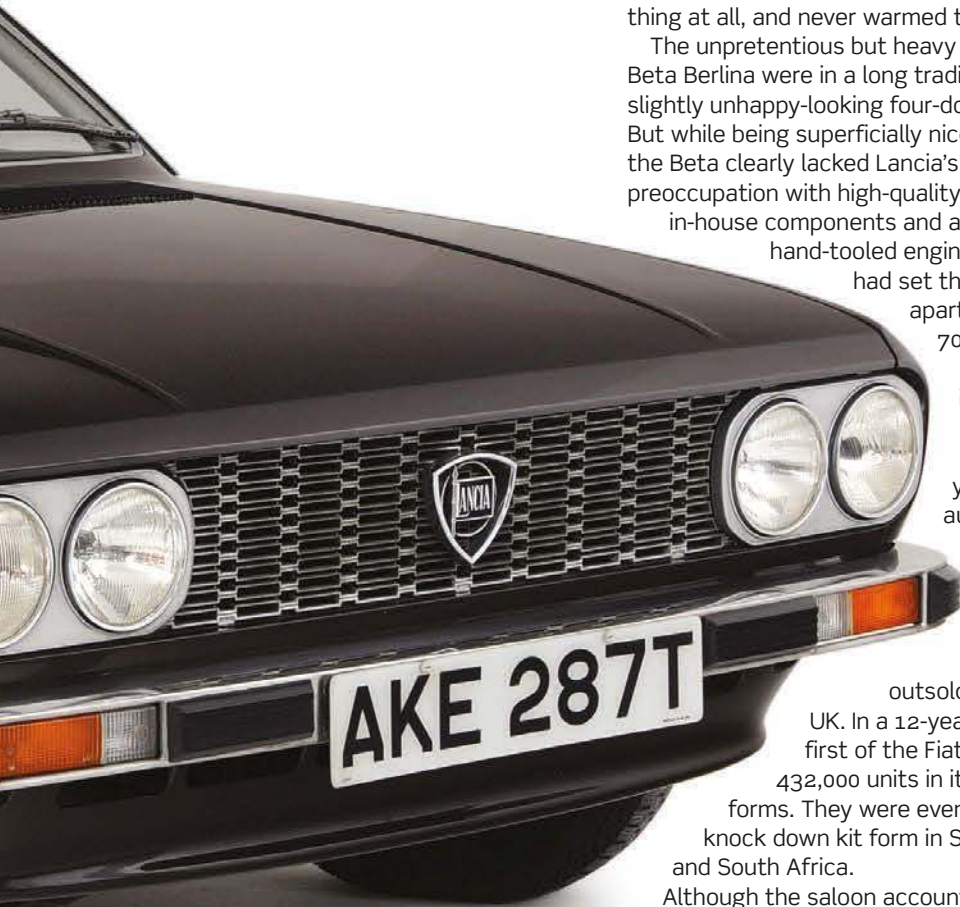 thing at all, and never warmed t
The unpretentious but heavy
Beta Berlina were in a long tradi
slightly unhappy-looking four-do
But while being superficially nic
the Beta clearly lacked Lancia's
preoccupation with high-quality
in-house components and a
hand-tooled engin
had set th
apart
70
y
au
outsold
UK. In a 12-yea
first of the Fiat
432,000 units in it
forms. They were ever
knock down kit form in S
and South Africa.
Although the saloon account
LANCIA
AKE 287T